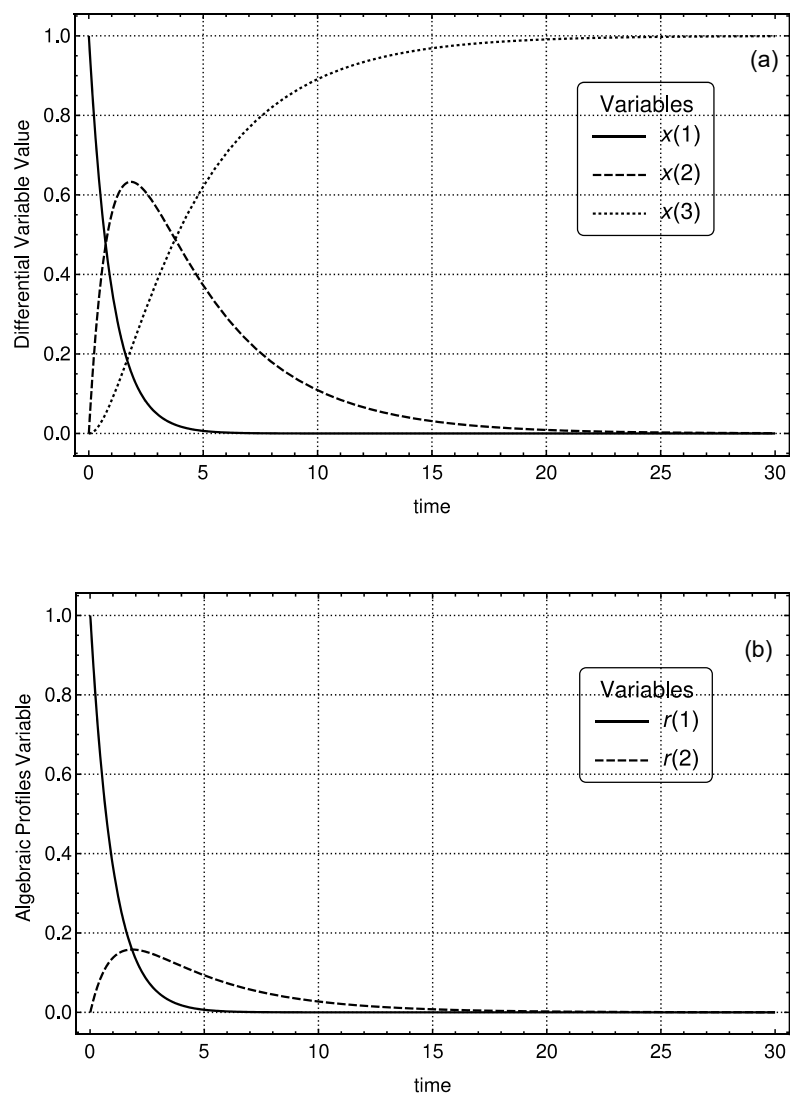 (a)
Differential Variable Value
1.0
0.8
0.6
0.4
0.2
0.0
Variables
x(1)
x(2)
x(3)
0 5 10 15 20 25 30
time
(b)
Algebraic Profiles Variable
1.0
0.8
0.6
0.4
0.2
0.0
Variables
r(1)
r(2)
0 5 10 15 20 25 30
time